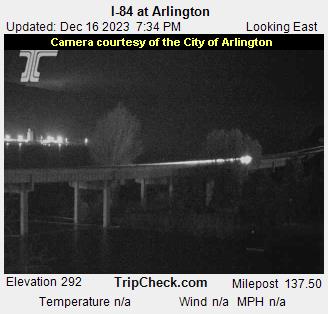 I-84 at Arlington
Updated: Dec 16 2023 7:34 PM Looking East
Camera courtesy of the City of Arlington
Elevation 292 TripCheck.com Milepost 137.50
Temperature n/a Wind n/a MPH n/a